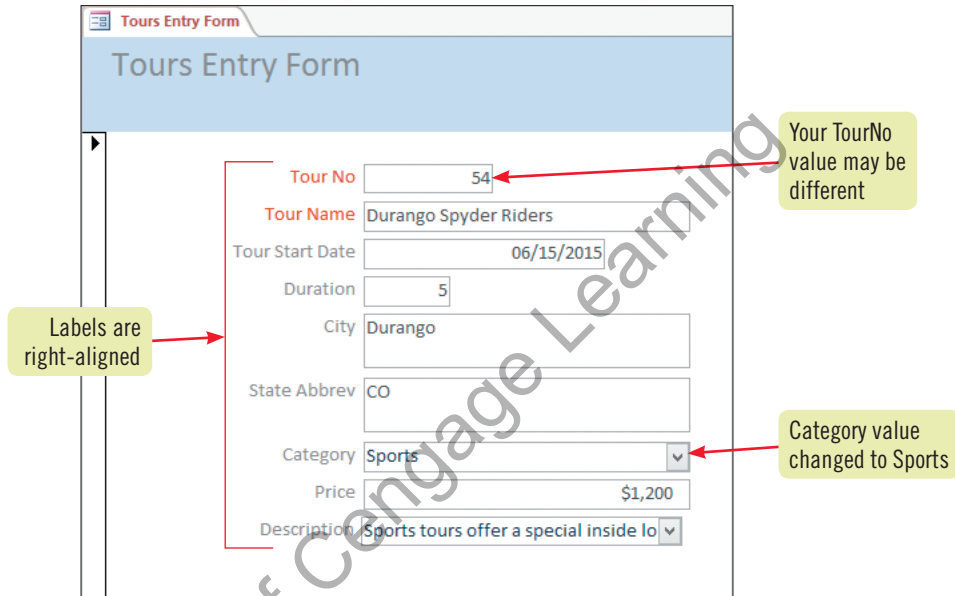 Tours Entry Form
Tours Entry Form
Tour No 54
Your TourNo
value may be
different
Tour Name Durango Spyder Riders
Tour Start Date 06/15/2015
Duration 5
Labels are
right-aligned
City Durango
State Abbrev CO
Category Sports
Category value
changed to Sports
Price $1,200
Description Sports tours offer a special inside lo
of Cengage Learning